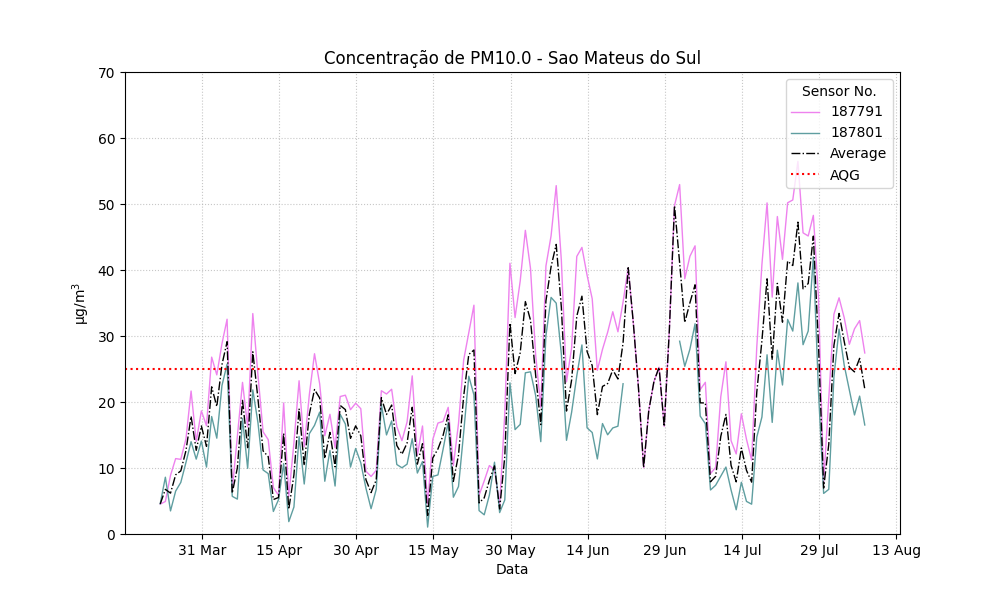 Concentração de PM10.0 - Sao Mateus do Sul
Sensor No.
187791
187801
Average
AQG
70
60
50
40
30
20
10
0
µg/m³
31 Mar
15 Apr
30 Apr
15 May
30 May
14 Jun
29 Jun
14 Jul
29 Jul
13 Aug
Data